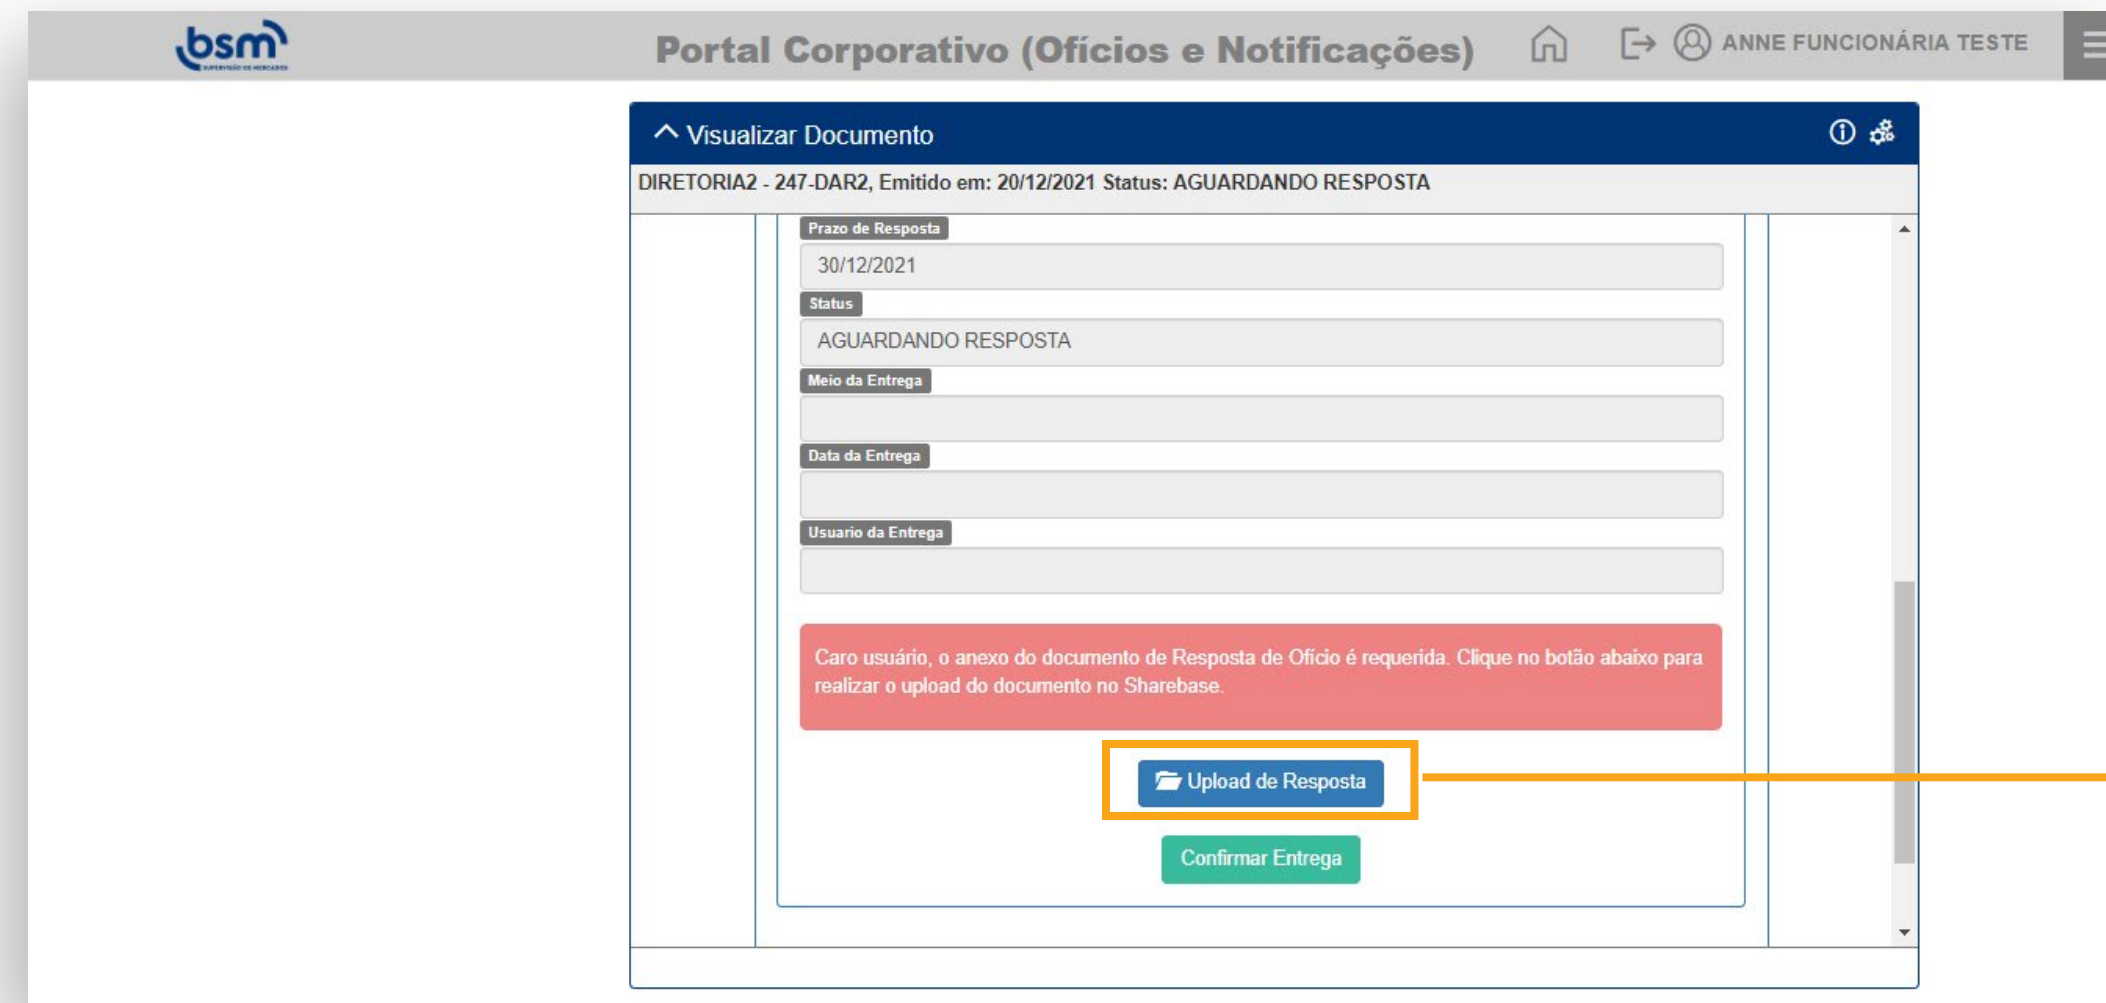 bsm
SUPERVISÃO DE MERCADOS
Portal Corporativo (Ofícios e Notificações)
ANNE FUNCIONÁRIA TESTE
Visualizar Documento
DIRETORIA2 - 247-DAR2, Emitido em: 20/12/2021 Status: AGUARDANDO RESPOSTA
Prazo de Resposta
30/12/2021
Status
AGUARDANDO RESPOSTA
Meio da Entrega
Data da Entrega
Usuario da Entrega
Caro usuário, o anexo do documento de Resposta de Ofício é requerida. Clique no botão abaixo para
realizar o upload do documento no Sharebase.
Upload de Resposta
Confirmar Entrega